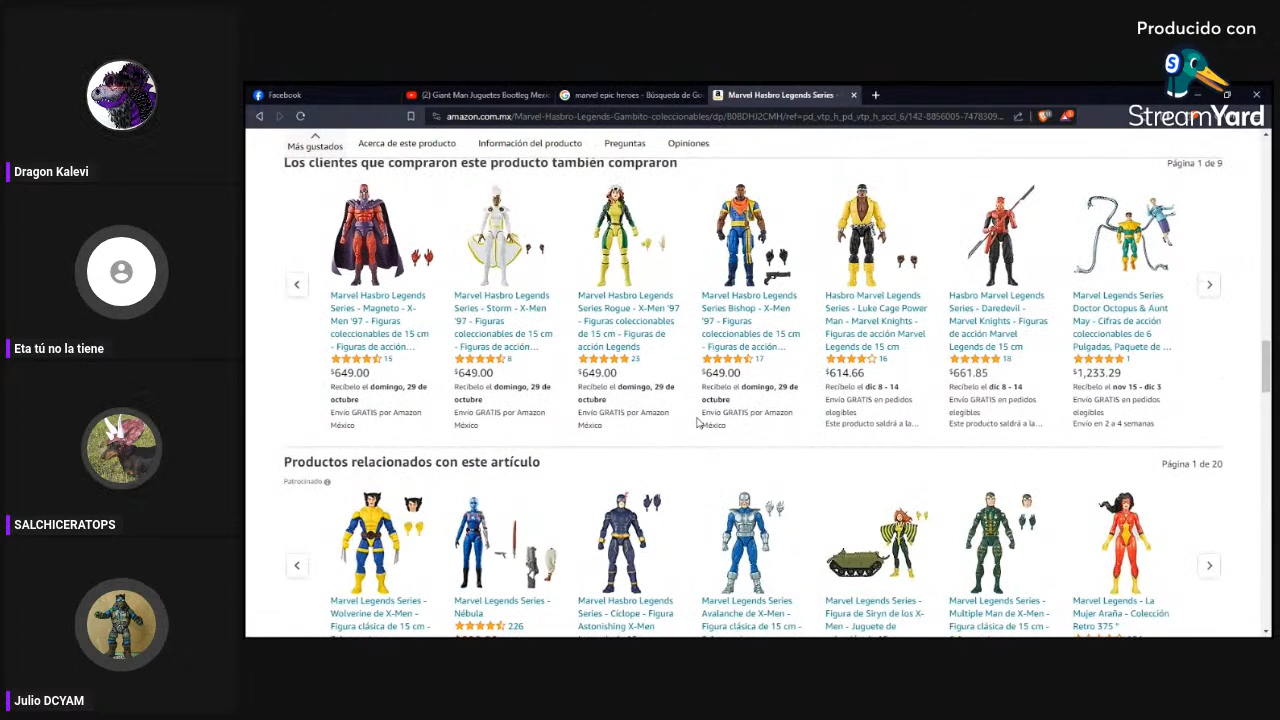 Producido con
StreamYard
Dragon Kalevi
Eta tú no la tiene
SALCHICERATOPS
Julio DCYAM
Facebook
(2) Giant Man Juguetes Bootleg Mexi
marvel epic heroes - Búsqueda de Go
Marvel Hasbro Legends Series -
amazon.com.mx/Marvel-Hasbro-Legends-Gambito-coleccionables/dp/B0BDHJ2CMH/ref=pd_vtp_h_pd_vtp_h_sccl_6/142-8856005-7478309...
Más gustados
Acerca de este producto
Información del producto
Preguntas
Opiniones
Los clientes que compraron este producto también compraron
Página 1 de 9
Marvel Hasbro Legends
Series - Magneto - X-
Men '97 - Figuras
coleccionables de 15 cm
- Figuras de acción...
15
$649.00
Recíbelo el domingo, 29 de
octubre
Envío GRATIS por Amazon
México
Marvel Hasbro Legends
Series - Storm - X-Men
'97 - Figuras
coleccionables de 15 cm
- Figuras de acción...
8
$649.00
Recíbelo el domingo, 29 de
octubre
Envío GRATIS por Amazon
México
Marvel Hasbro Legends
Series Rogue - X-Men '97
- Figuras coleccionables
de 15 cm - Figuras de
acción Legends
23
$649.00
Recíbelo el domingo, 29 de
octubre
Envío GRATIS por Amazon
México
Marvel Hasbro Legends
Series Bishop - X-Men
'97 - Figuras
coleccionables de 15 cm
- Figuras de acción...
17
$649.00
Recíbelo el domingo, 29 de
octubre
Envío GRATIS por Amazon
México
Hasbro Marvel Legends
Series - Luke Cage Power
Man - Marvel Knights -
Figuras acción Marvel
Legends de 15 cm
16
$614.66
Recíbelo el dic 8 - 14
Envío GRATIS en pedidos
elegibles
Este producto saldrá a la...
Hasbro Marvel Legends
Series - Daredevil -
Marvel Knights - Figuras
acción Marvel
Legends de 15 cm
18
$661.85
Recíbelo el dic 8 - 14
Envío GRATIS en pedidos
elegibles
Este producto saldrá a la...
Marvel Legends Series
Doctor Octopus & Aunt
May - Cifras de acción
coleccionables de 6
Pulgadas, Paquete de ...
1
$1,233.29
Recíbelo el nov 15 - dic 3
Envío GRATIS en pedidos
elegibles
Envío en 2 a 4 semanas
Productos relacionados con este artículo
Página 1 de 20
Patrocinado
Marvel Legends Series -
Wolverine de X-Men -
Figura clásica de 15 cm -
Marvel Legends Series -
Nébula
226
Marvel Hasbro Legends
Series - Cíclope - Figura
Astonishing X-Men
Marvel Legends Series
Avalanche de X-Men -
Figura clásica de 15 cm -
Marvel Legends Series -
Figura de Siryn de los X-
Men - Juguete de
Marvel Legends Series -
Multiple Man de X-Men -
Figura clásica de 15 cm -
Marvel Legends - La
Mujer Araña - Colección
Retro 375 "